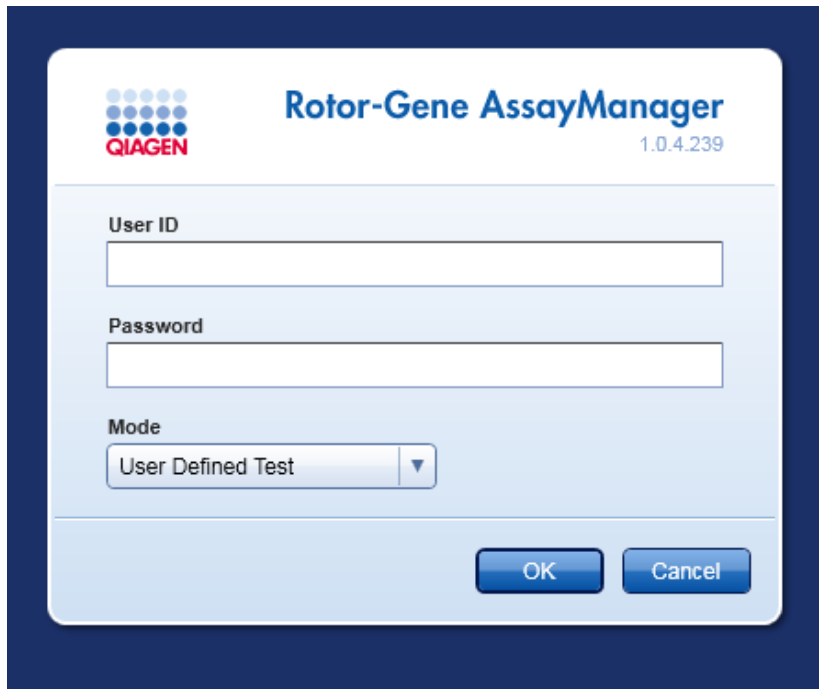 QIAGEN
Rotor-Gene AssayManager
1.0.4.239
User ID
Password
Mode
User Defined Test
OK
Cancel